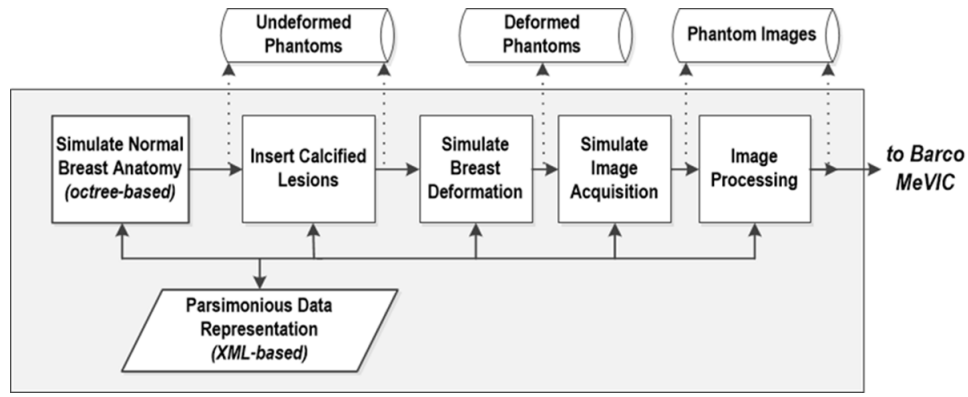 Undeformed
Phantoms
Deformed
Phantoms
Phantom Images
Simulate Normal
Breast Anatomy
(octree-based)
Insert Calcified
Lesions
Simulate
Breast
Deformation
Simulate
Image
Acquisition
Image
Processing
to Barco
MeVIC
Parsimonious Data
Representation
(XML-based)